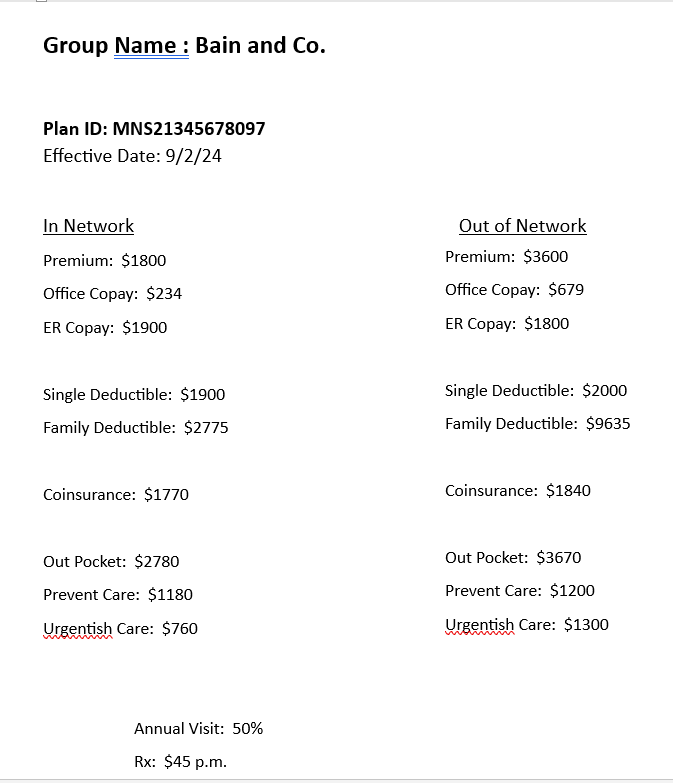 Group Name : Bain and Co.
Plan ID: MNS21345678097
Effective Date: 9/2/24
In Network
Premium: $1800
Office Copay: $234
ER Copay: $1900
Single Deductible: $1900
Family Deductible: $2775
Coinsurance: $1770
Out Pocket: $2780
Prevent Care: $1180
Urgentish Care: $760
Out of Network
Premium: $3600
Office Copay: $679
ER Copay: $1800
Single Deductible: $2000
Family Deductible: $9635
Coinsurance: $1840
Out Pocket: $3670
Prevent Care: $1200
Urgentish Care: $1300
Annual Visit: 50%
Rx: $45 p.m.